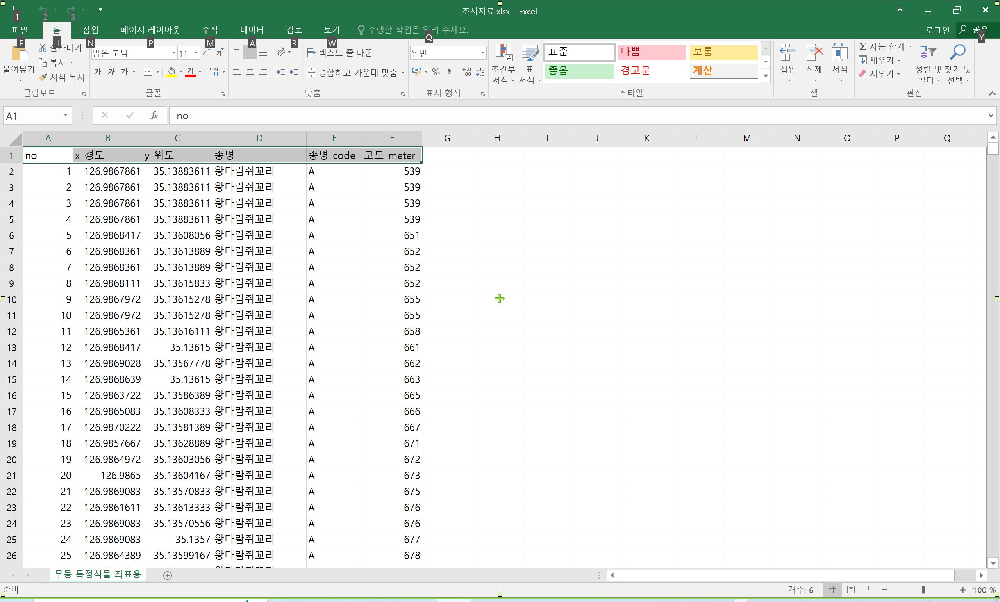 조사자료.xlsx - Excel
1 2 3
파일 홈 삽입 페이지 레이아웃 수식 데이터 검토 보기 수행할 작업을 알려 주세요. 로그인 공유
F H N P M A R W Q Y
붙여넣기 잘라내기 복사 서식 복사 클립보드
맑은 고딕 11 가 가
가 가 가 가 내천 글꼴
텍스트 줄 바꿈
병합하고 가운데 맞춤
맞춤
일반
% , .00 .00
표시 형식
조건부 서식 표 서식
표준 나쁨 보통
좋음 경고문 계산
스타일
삽입 삭제 서식
셀
자동 합계
채우기
지우기
정렬 및 필터 찾기 및 선택
편집
A1 fx no
A B C D E F G H I J K L M N O P Q
1 no x_경도 y_위도 종명 종명_code 고도_meter
2 1 126.9867861 35.13883611 왕다람쥐꼬리 A 539
3 2 126.9867861 35.13883611 왕다람쥐꼬리 A 539
4 3 126.9867861 35.13883611 왕다람쥐꼬리 A 539
5 4 126.9867861 35.13883611 왕다람쥐꼬리 A 539
6 5 126.9868417 35.13608056 왕다람쥐꼬리 A 651
7 6 126.9868361 35.13613889 왕다람쥐꼬리 A 652
8 7 126.9868361 35.13613889 왕다람쥐꼬리 A 652
9 8 126.9868111 35.13615833 왕다람쥐꼬리 A 652
10 9 126.9867972 35.13615278 왕다람쥐꼬리 A 655
11 10 126.9867972 35.13615278 왕다람쥐꼬리 A 655
12 11 126.9865361 35.13616111 왕다람쥐꼬리 A 658
13 12 126.9868417 35.13615 왕다람쥐꼬리 A 661
14 13 126.9869028 35.13567778 왕다람쥐꼬리 A 662
15 14 126.9868639 35.13615 왕다람쥐꼬리 A 663
16 15 126.9863722 35.13586389 왕다람쥐꼬리 A 665
17 16 126.9865083 35.13608333 왕다람쥐꼬리 A 666
18 17 126.9870222 35.13581389 왕다람쥐꼬리 A 667
19 18 126.9857667 35.13628889 왕다람쥐꼬리 A 671
20 19 126.9864972 35.13603056 왕다람쥐꼬리 A 672
21 20 126.9865 35.13604167 왕다람쥐꼬리 A 673
22 21 126.9869083 35.13570833 왕다람쥐꼬리 A 675
23 22 126.9861611 35.13613333 왕다람쥐꼬리 A 676
24 23 126.9869083 35.13570556 왕다람쥐꼬리 A 676
25 24 126.9869083 35.1357 왕다람쥐꼬리 A 677
26 25 126.9864389 35.13599167 왕다람쥐꼬리 A 678
무등 특정식물 좌표용
준비 개수: 6 100 %